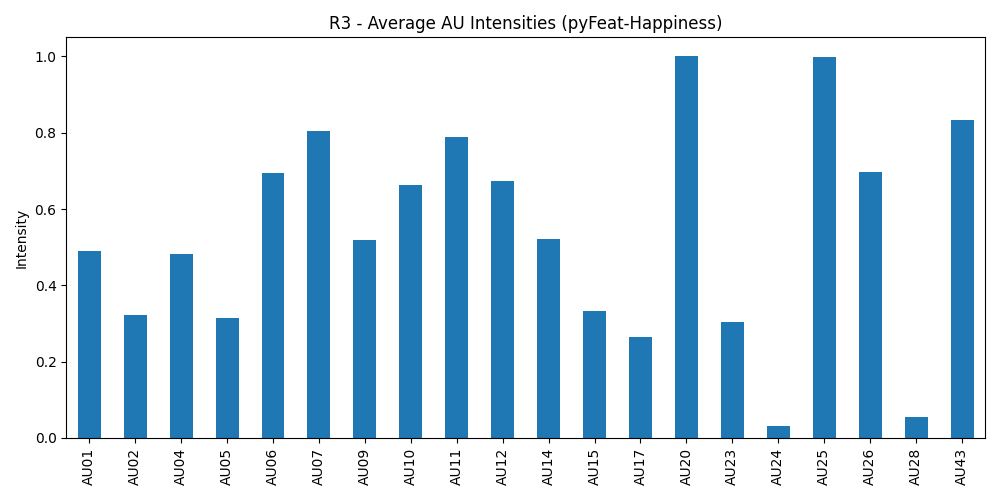 R3 - Average AU Intensities (pyFeat-Happiness)
Intensity
1.0
0.8
0.6
0.4
0.2
0.0
AU01
AU02
AU04
AU05
AU06
AU07
AU09
AU10
AU11
AU12
AU14
AU15
AU17
AU20
AU23
AU24
AU25
AU26
AU28
AU43